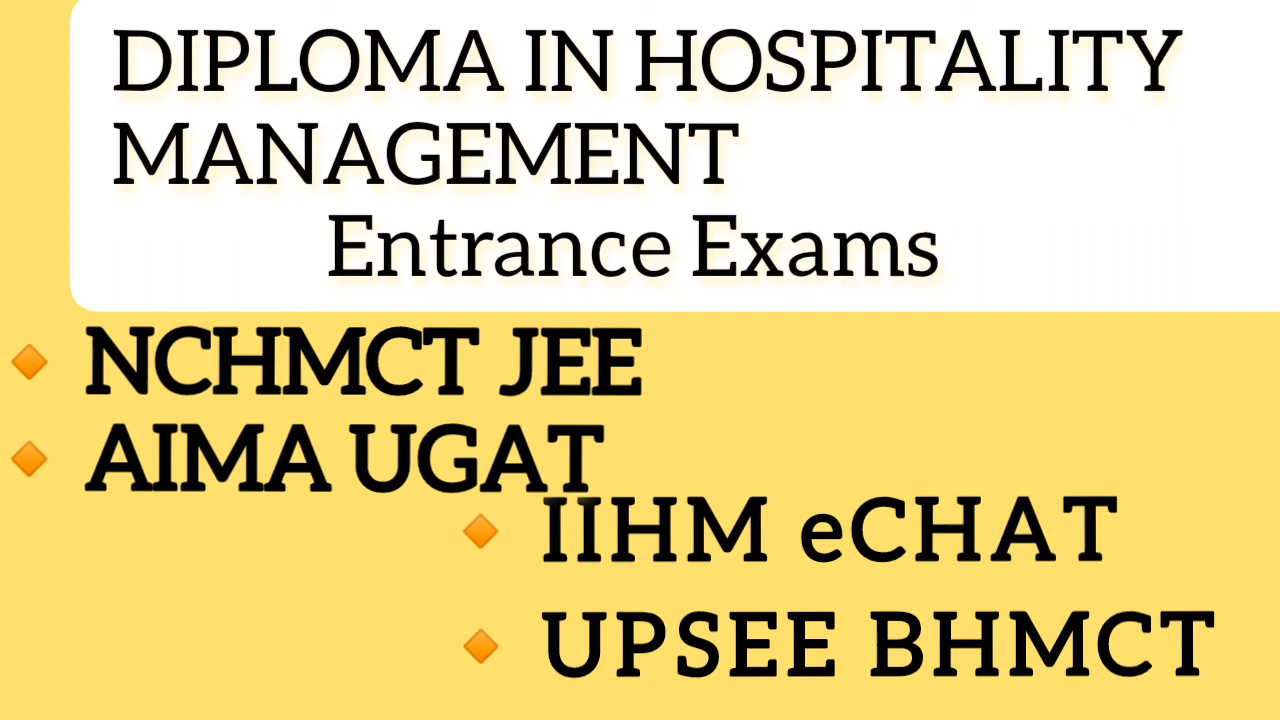 DIPLOMA IN HOSPITALITY
MANAGEMENT
Entrance Exams
NCHMCT JEE
AIMA UGAT
IIHM eCHAT
UPSEE BHMCT